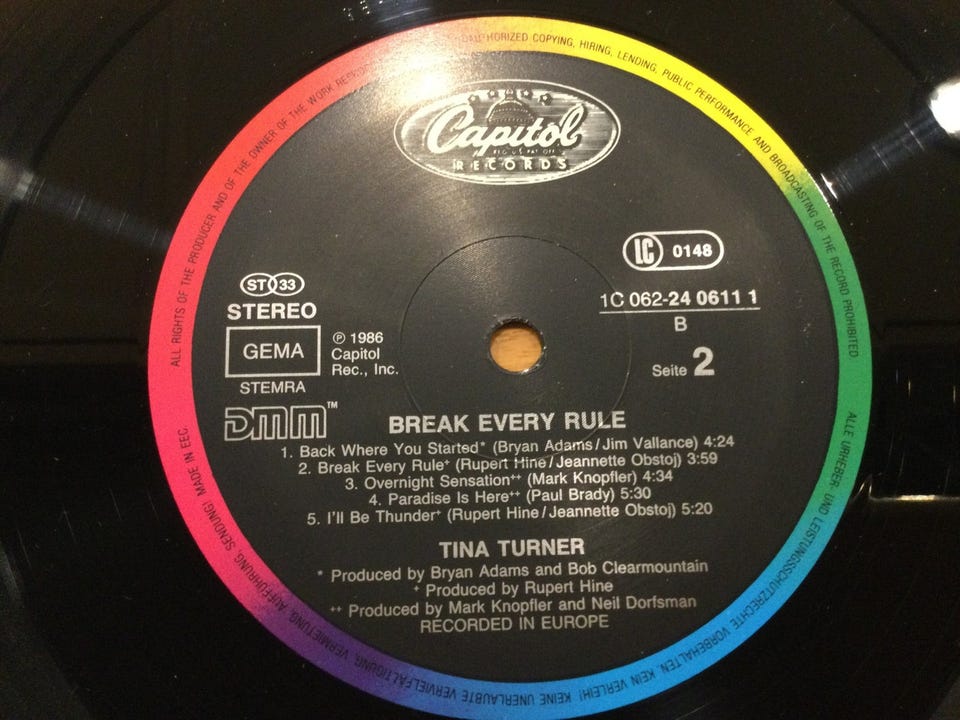 ALL RIGHTS OF THE PRODUCER AND OF THE OWNER OF THE WORK COPYING, HIRING, LENDING, PUBLIC PERFORMANCE AND BROADCASTING OF THE RECORD PROHIBITED
Capitol
REG. U.S. PAT. OFF.
RECORDS
LC 0148
ST 33
STEREO
GEMA
STEMRA
DMM™
℗ 1986
Capitol
Rec., Inc.
1C 062-24 0611 1
B
Seite 2
BREAK EVERY RULE
1. Back Where You Started* (Bryan Adams/Jim Vallance) 4:24
2. Break Every Rule+ (Rupert Hine/Jeannette Obstoj) 3:59
3. Overnight Sensation++ (Mark Knopfler) 4:34
4. Paradise Is Here++ (Paul Brady) 5:30
5. I'll Be Thunder+ (Rupert Hine/Jeannette Obstoj) 5:20
TINA TURNER
* Produced by Bryan Adams and Bob Clearmountain
+ Produced by Rupert Hine
++ Produced by Mark Knopfler and Neil Dorfsman
RECORDED IN EUROPE
ALLE URHEBER- UND LEISTUNGSSCHUTZRECHTE VORBEHALTEN. KEIN VERLEIH! KEINE UNERLAUBTE VERVIELFÄLTIGUNG, VERMIETUNG, AUFFÜHRUNG, SENDUNG! MADE IN EEC.